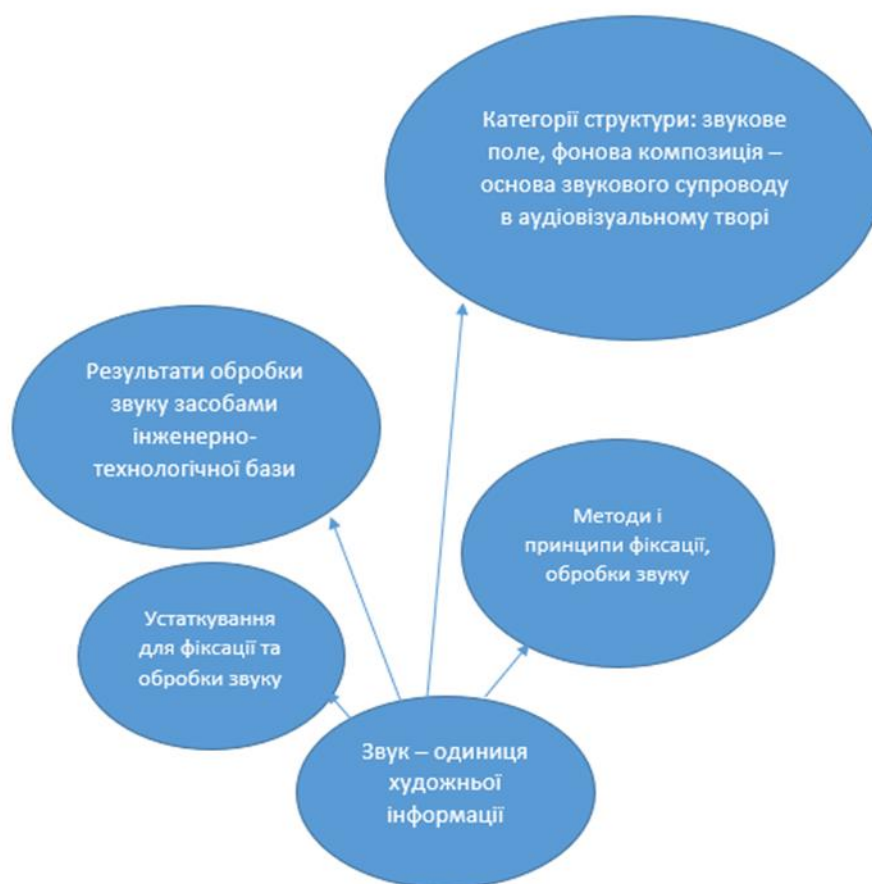 Категорії структури: звукове
поле, фонова композиція –
основа звукового супроводу
в аудіовізуальному творі
Результати обробки
звуку засобами
інженерно-
технологічної бази
Методи і
принципи фіксації,
обробки звуку
Устаткування
для фіксації та
обробки звуку
Звук – одиниця
художньої
інформації